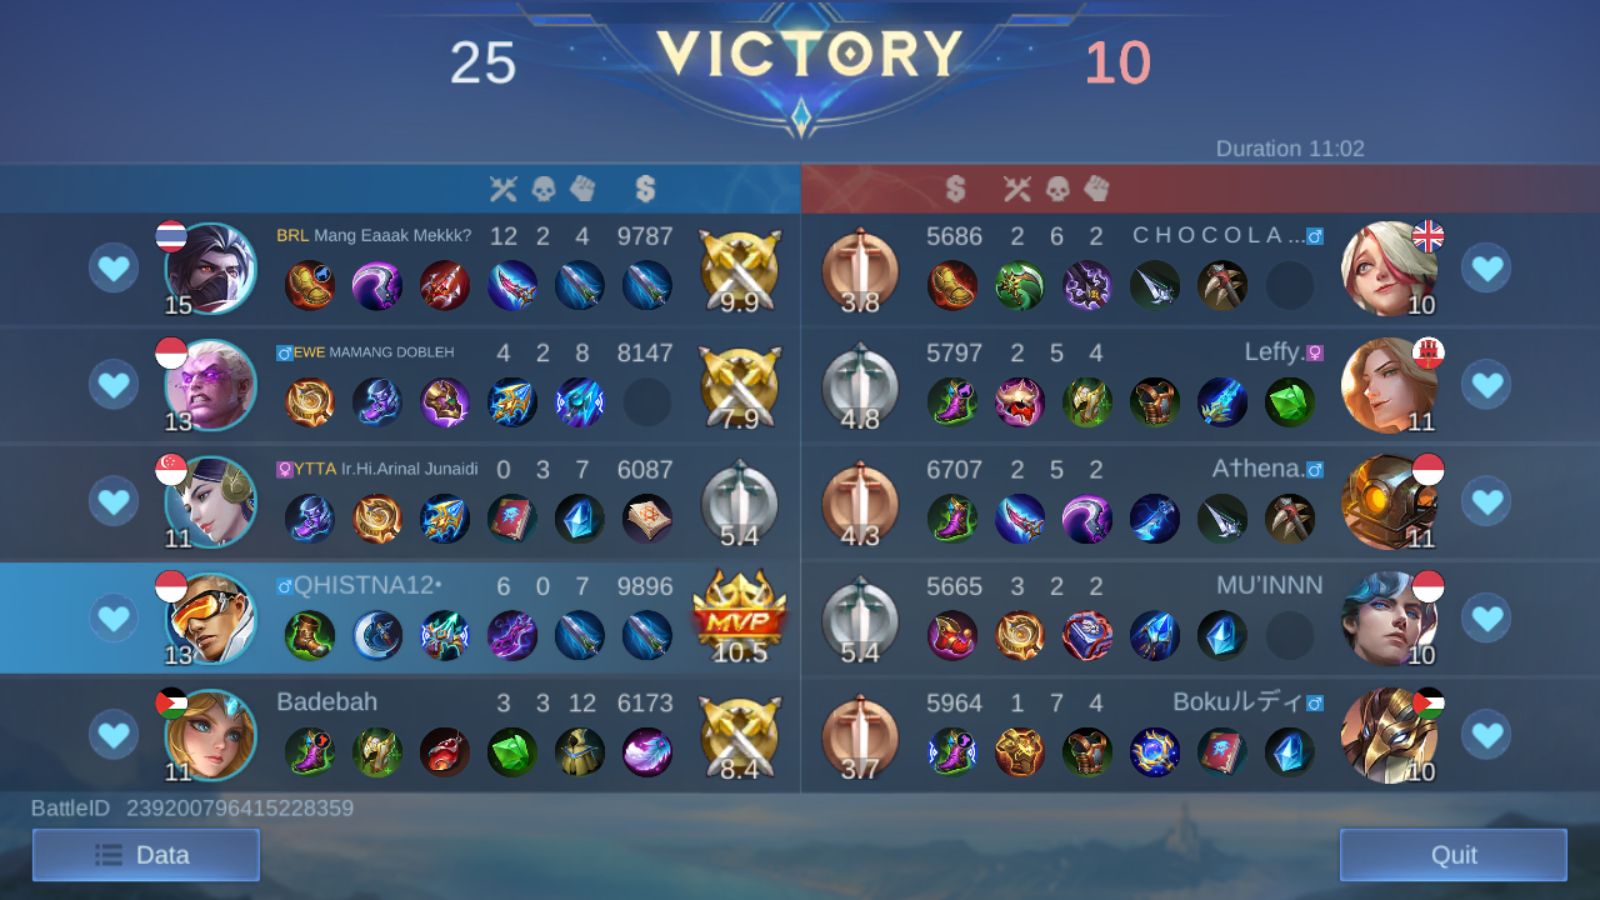 25 VICTORY 10
Duration 11:02
BRL Mang Eaaak Mekkk? 12 2 4 9787
15 9.9
3.8 5686 2 6 2 C H O C O L A ...
10
EWE MAMANG DOBLEH 4 2 8 8147
13 7.9
4.8 5797 2 5 4 Leffy.
11
YTTA Ir.Hi.Arinal Junaidi 0 3 7 6087
11 5.4
4.3 6707 2 5 2 A†hena.
11
QHISTNA12• 6 0 7 9896
13 MVP 10.5
5.4 5665 3 2 2 MU'INNN
10
Badebah 3 3 12 6173
11 8.4
3.7 5964 1 7 4 Bokuルディ
10
BattleID 239200796415228359
Data
Quit